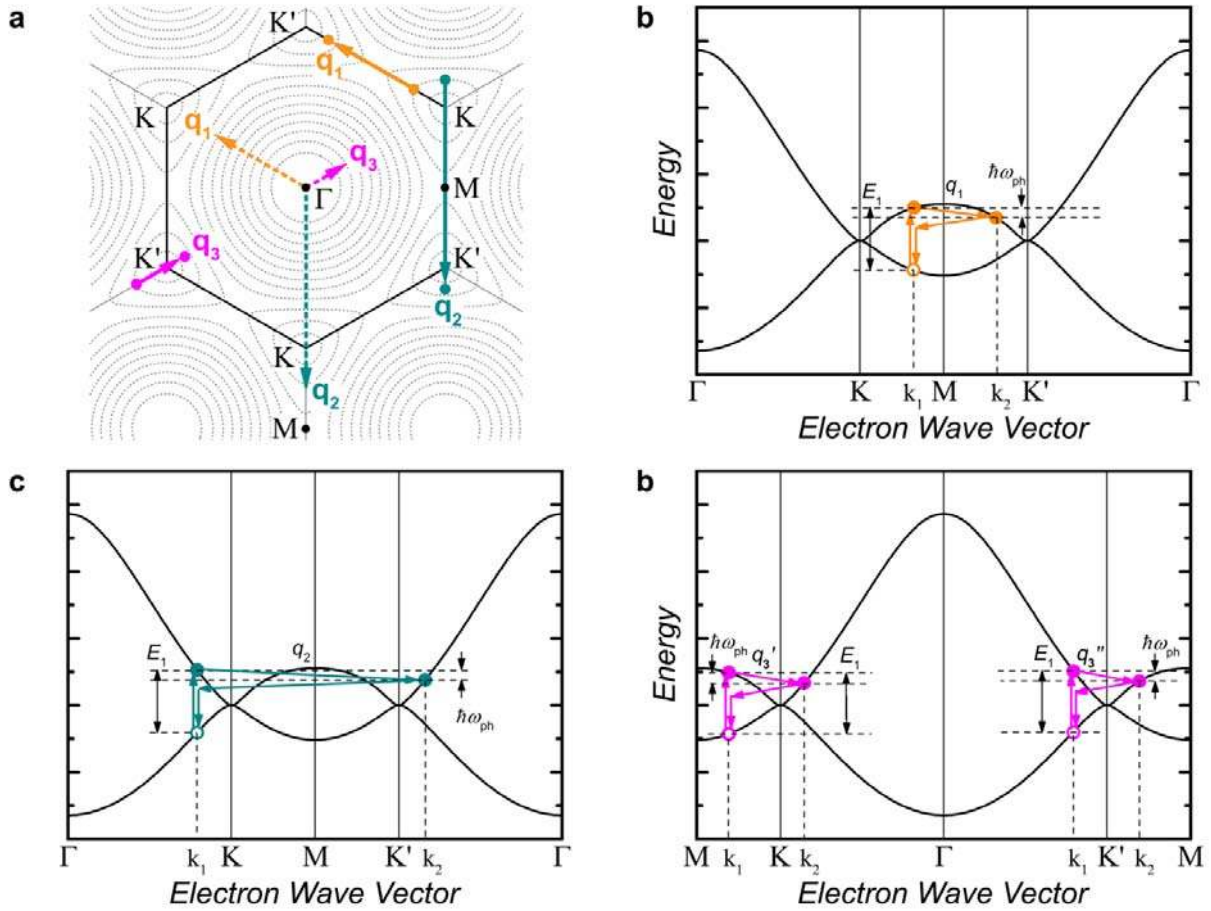 a
K'
q1
K
K
q1
q3
Γ
M
K'
q3
K'
q2
K
q2
M
b
Energy
E1
q1
ħωph
Γ
K
k1
M
k2
K'
Γ
Electron Wave Vector
c
E1
q2
ħωph
Γ
k1
K
M
K'
k2
Γ
Electron Wave Vector
b
Energy
ħωph
q3'
E1
E1
q3''
ħωph
M
k1
K
k2
Γ
k1
K'
k2
M
Electron Wave Vector